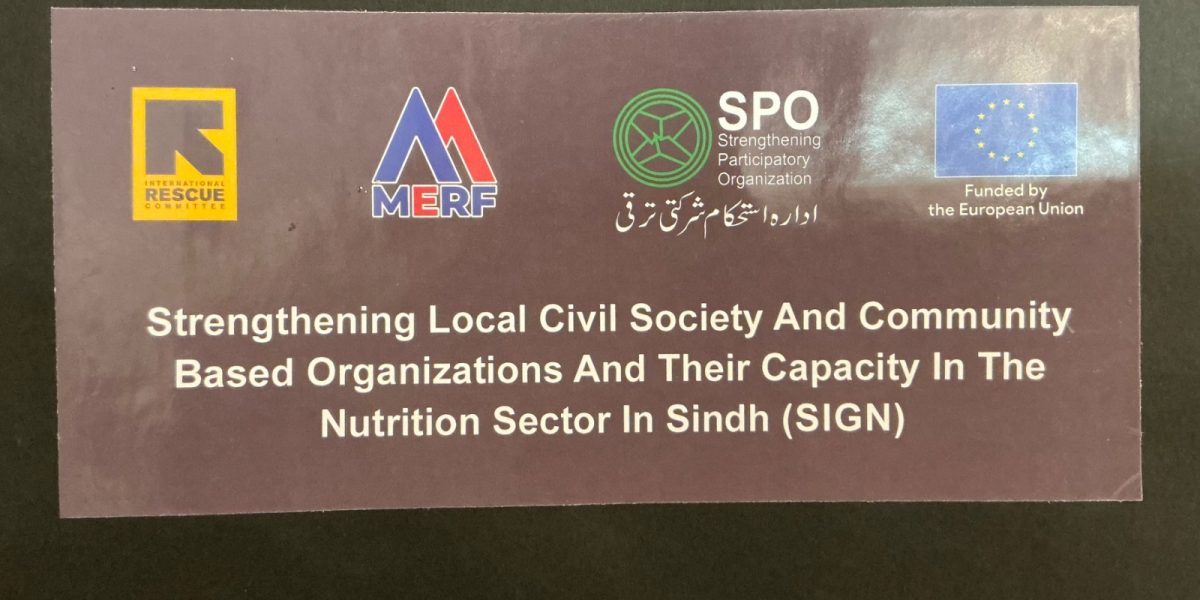 INTERNATIONAL
RESCUE
COMMITTEE
MERF
SPO
Strengthening
Participatory
Organization
ادارہ استحکام شرکتی ترقی
Funded by
the European Union
Strengthening Local Civil Society And Community
Based Organizations And Their Capacity In The
Nutrition Sector In Sindh (SIGN)